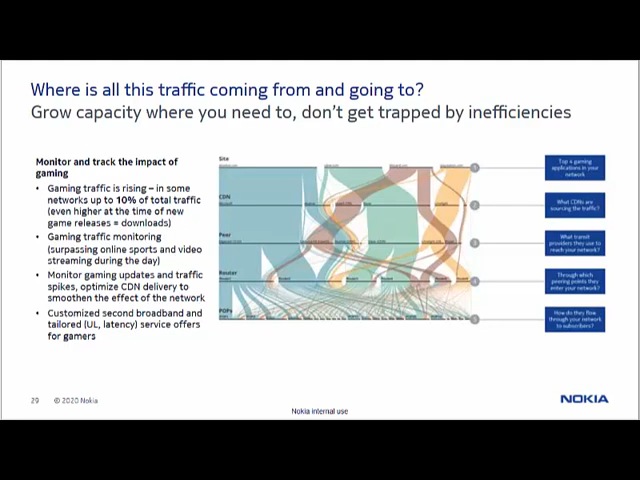 Where is all this traffic coming from and going to?
Grow capacity where you need to, don't get trapped by inefficiencies
Monitor and track the impact of
gaming
• Gaming traffic is rising – in some
networks up to 10% of total traffic
(even higher at the time of new
game releases = downloads)
• Gaming traffic monitoring
(surpassing online sports and video
streaming during the day)
• Monitor gaming updates and traffic
spikes, optimize CDN delivery to
smoothen the effect of the network
• Customized second broadband and
tailored (UL, latency) service offers
for gamers
Site
CDN
Peer
Router
POPs
Top 4 gaming
applications in your
network
What CDNs are
sourcing the traffic?
What transit
providers they use to
reach your network?
Through which
peering points they
enter your network?
How do they flow
through your network
to subscribers?
29 © 2020 Nokia
NOKIA
Nokia internal use